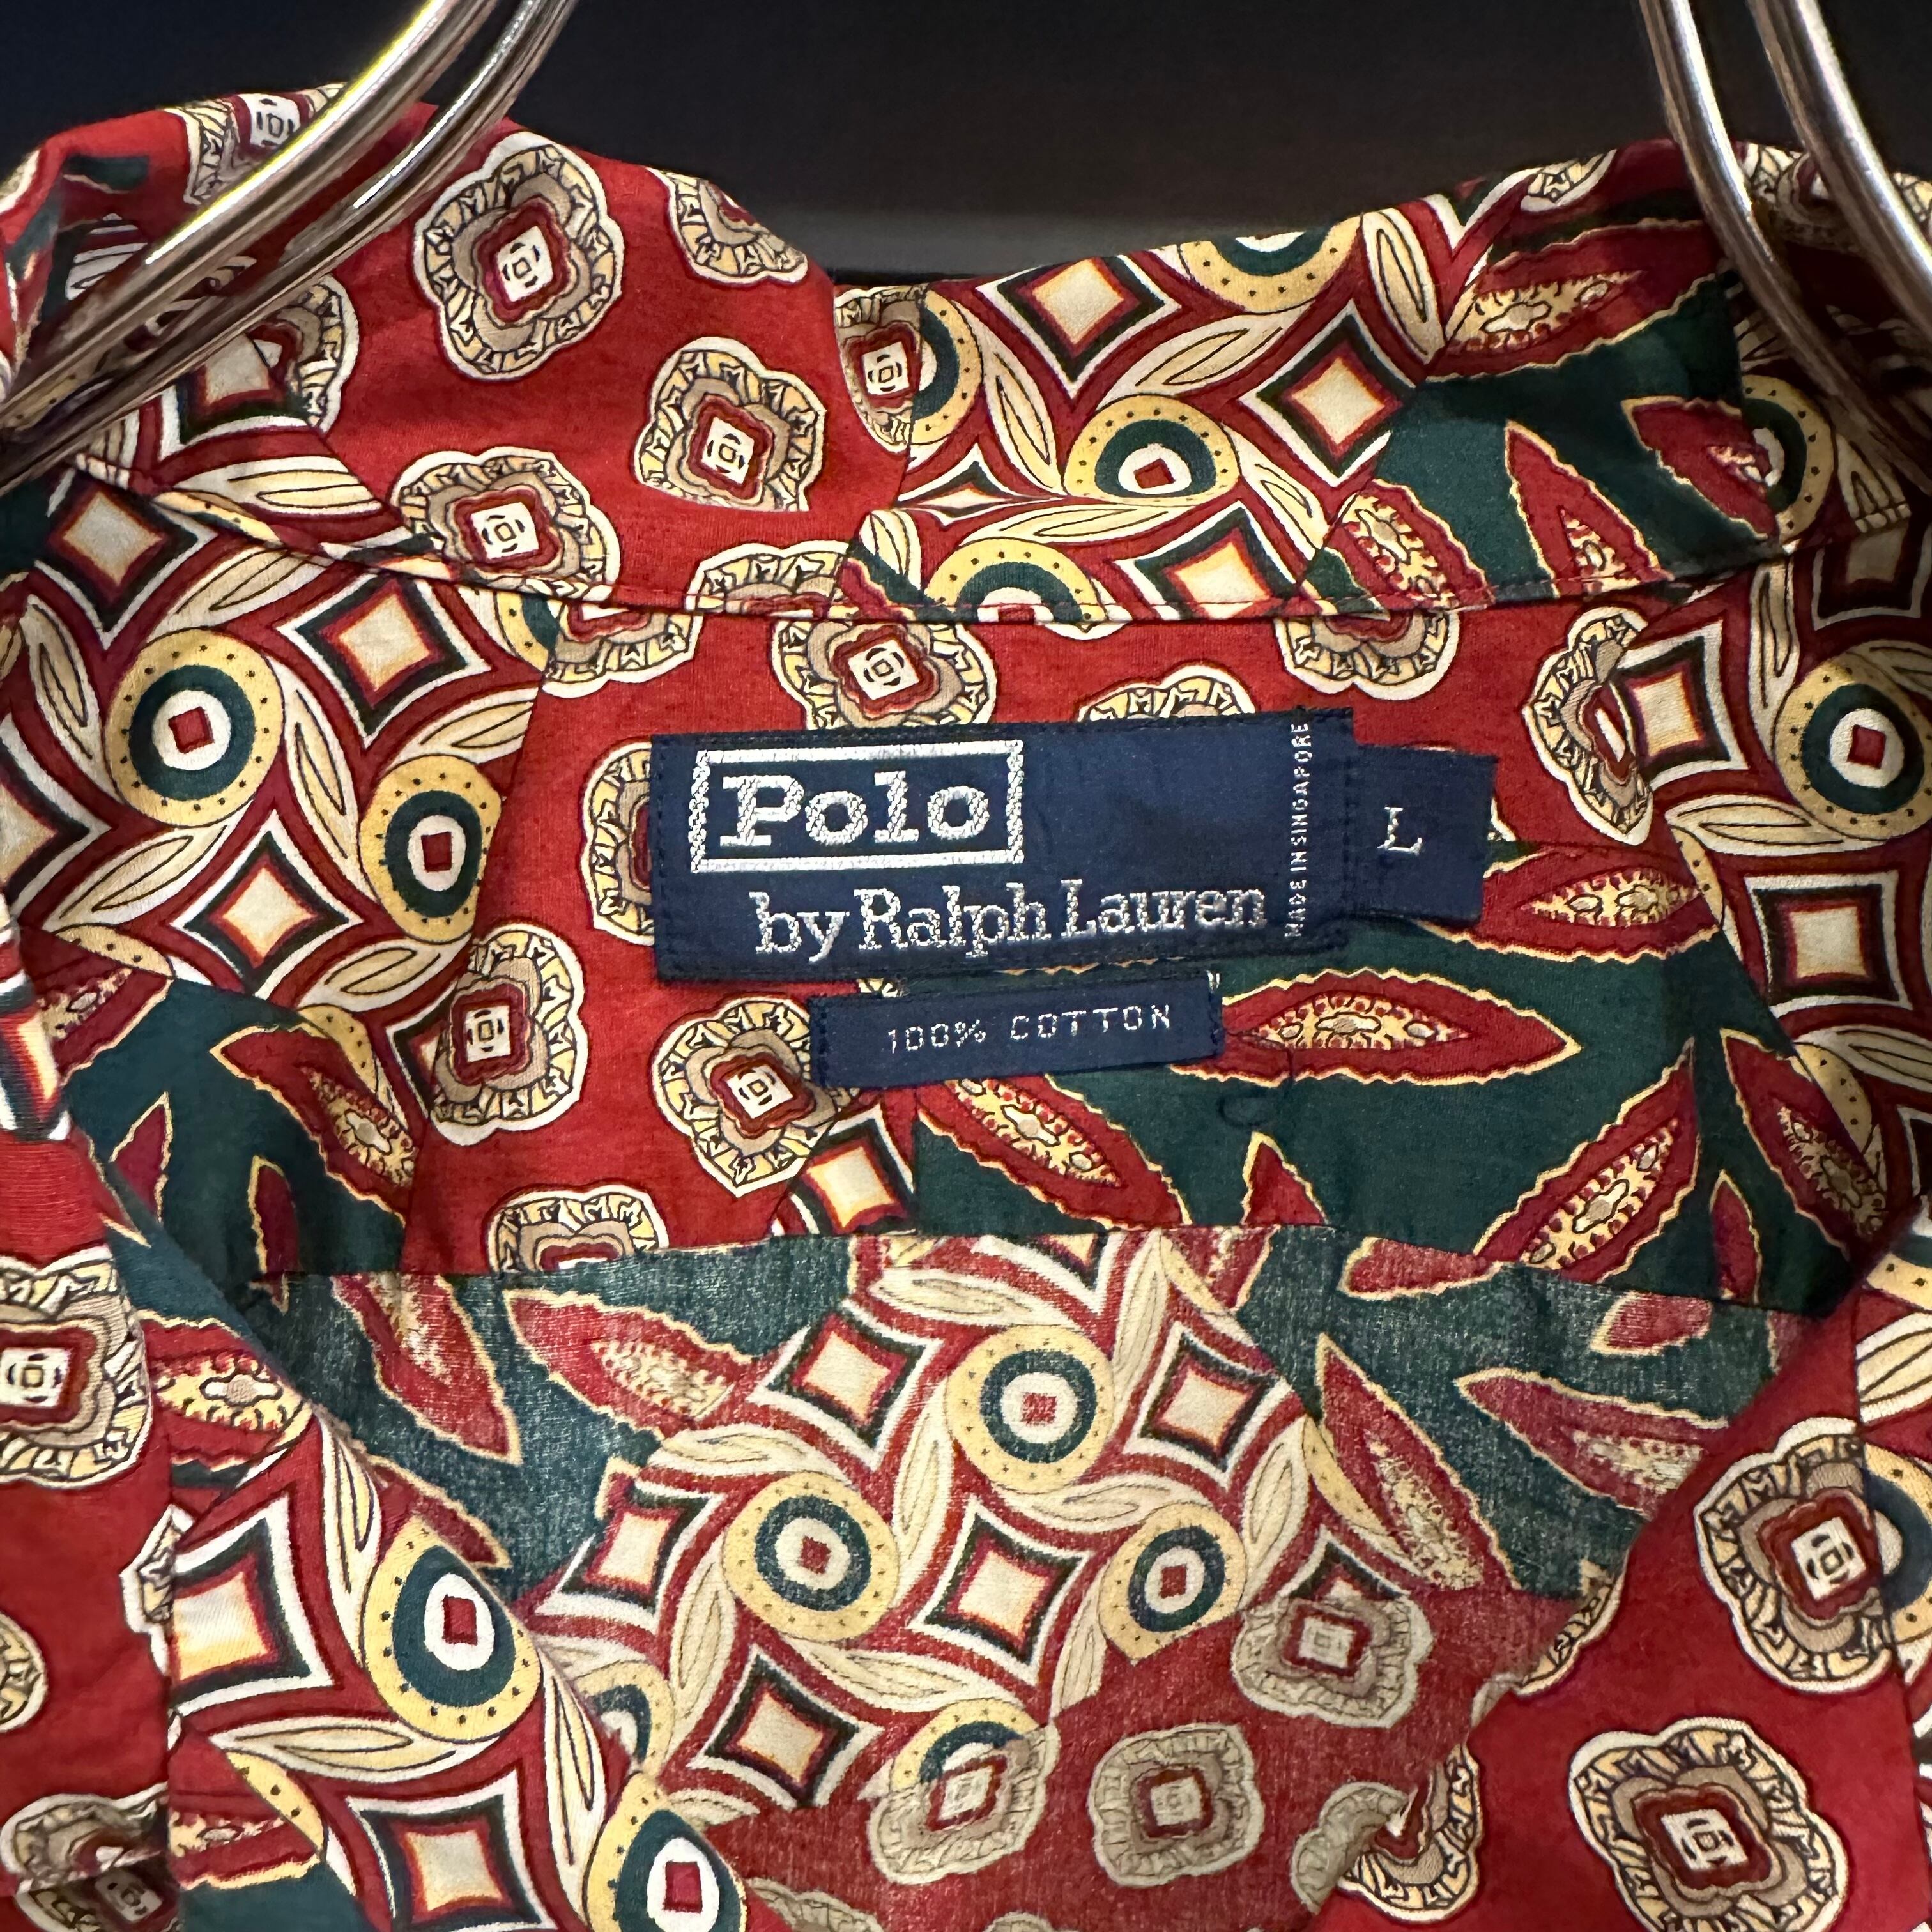 Polo
by Ralph Lauren
MADE IN SINGAPORE
L
100% COTTON